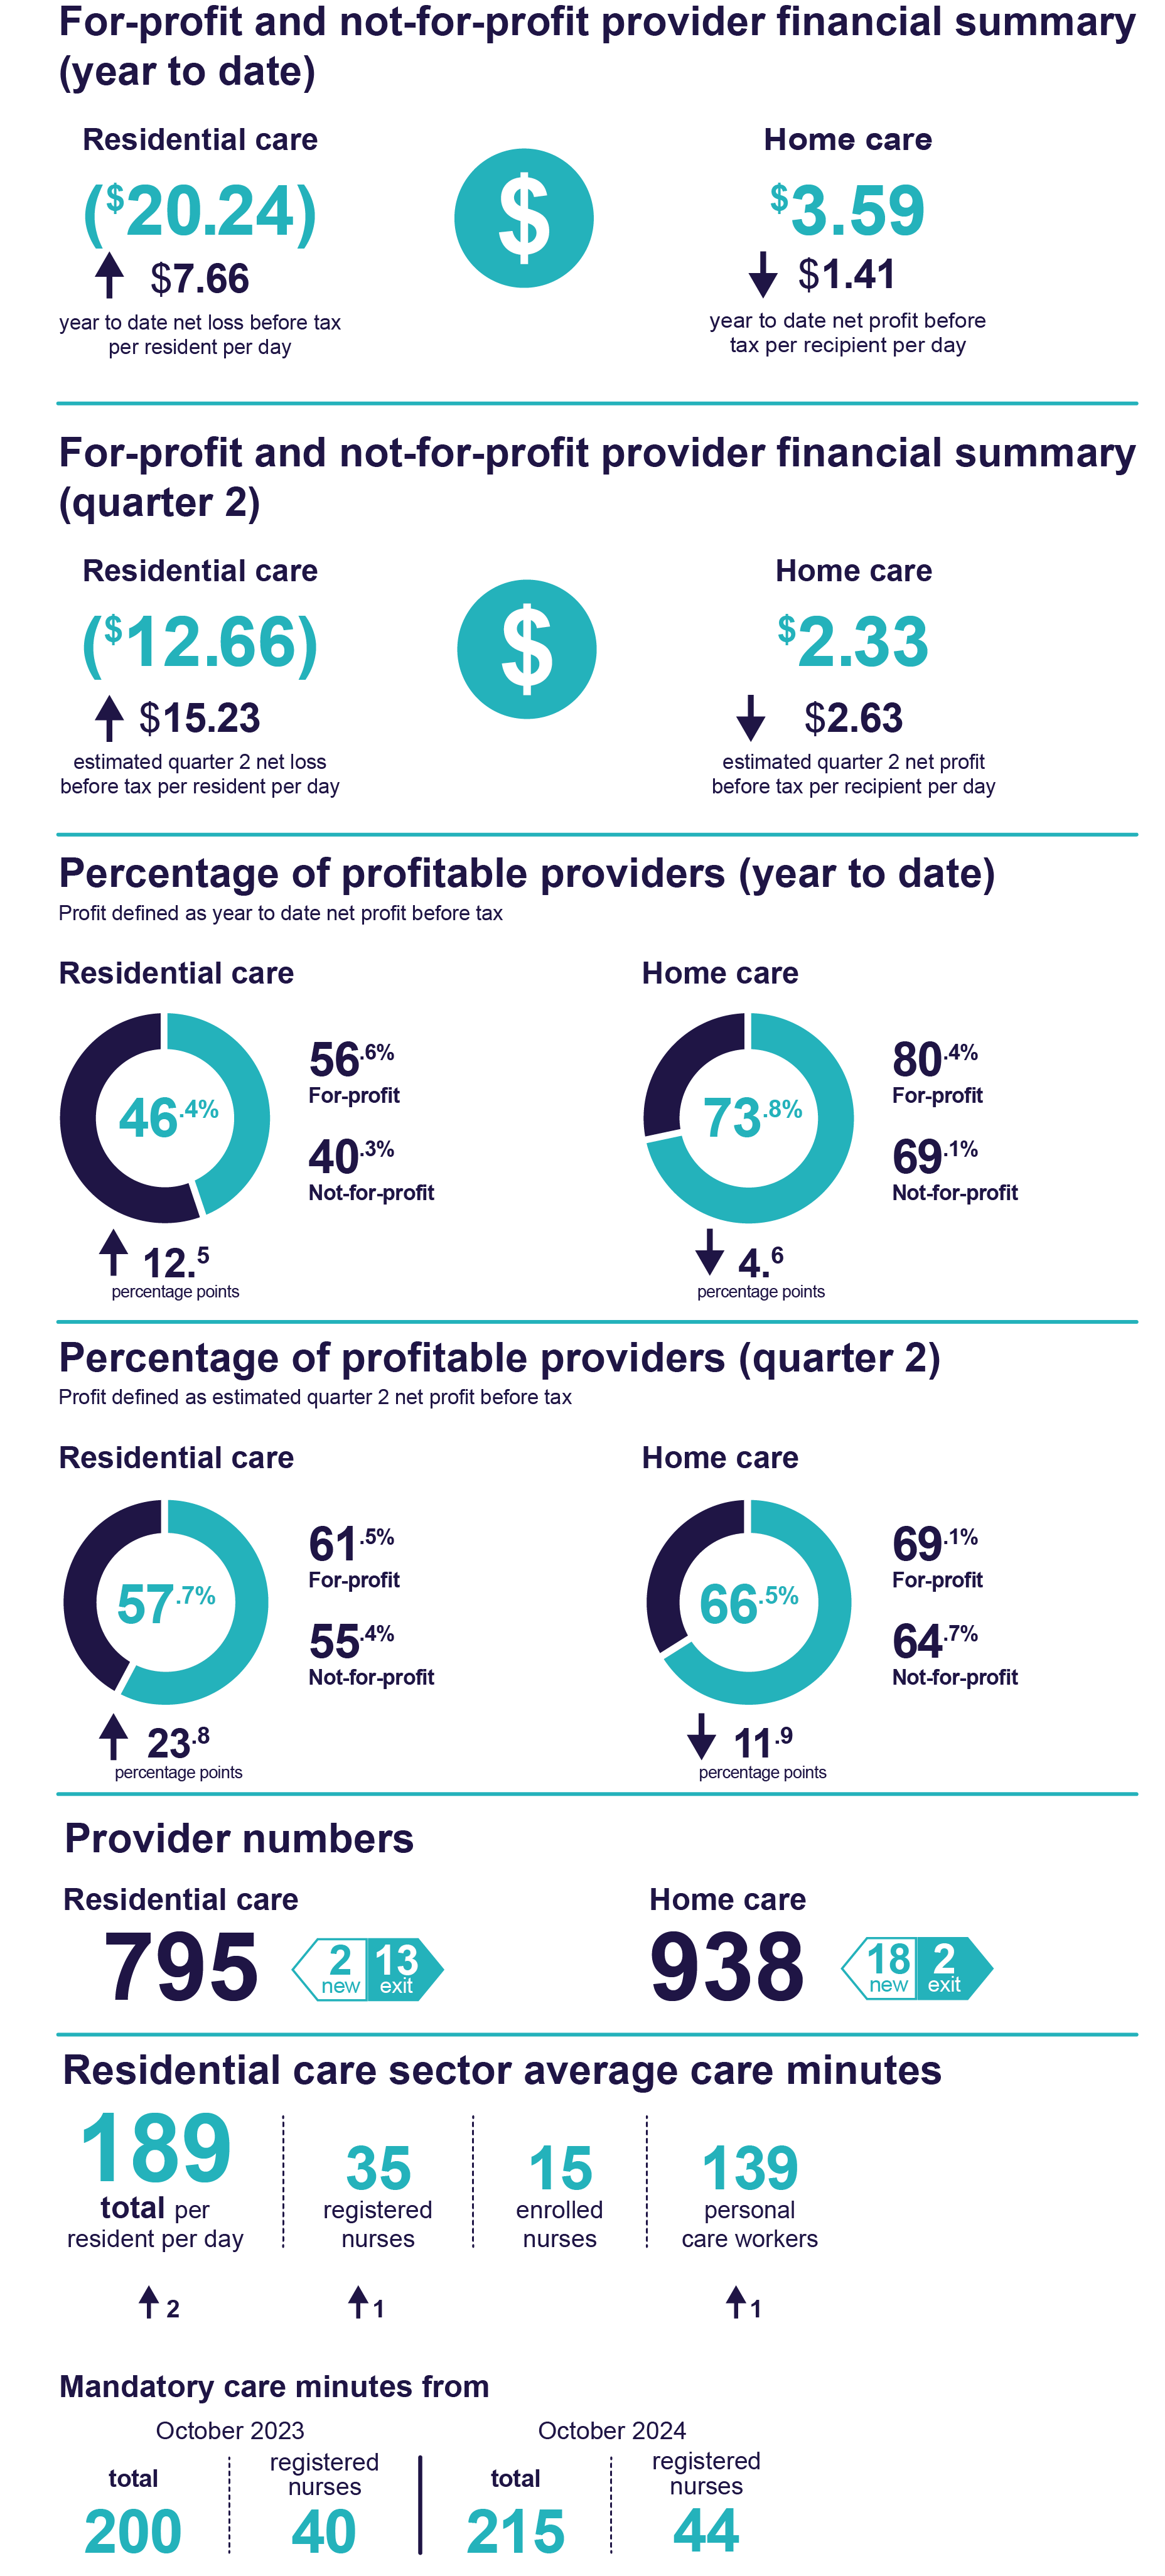 For-profit and not-for-profit provider financial summary
(year to date)
Residential care
Home care
($20.24)
$
$3.59
$7.66
$1.41
year to date net loss before tax
per resident per day
year to date net profit before
tax per recipient per day
For-profit and not-for-profit provider financial summary
(quarter 2)
Residential care
Home care
($12.66)
$
$2.33
$15.23
$2.63
estimated quarter 2 net loss
before tax per resident per day
estimated quarter 2 net profit
before tax per recipient per day
Percentage of profitable providers (year to date)
Profit defined as year to date net profit before tax
Residential care
46.4%
56.6%
For-profit
40.3%
Not-for-profit
12.5
percentage points
Home care
73.8%
80.4%
For-profit
69.1%
Not-for-profit
4.6
percentage points
Percentage of profitable providers (quarter 2)
Profit defined as estimated quarter 2 net profit before tax
Residential care
57.7%
61.5%
For-profit
55.4%
Not-for-profit
23.8
percentage points
Home care
66.5%
69.1%
For-profit
64.7%
Not-for-profit
11.9
percentage points
Provider numbers
Residential care
795
2
new
13
exit
Home care
938
18
new
2
exit
Residential care sector average care minutes
189
total per
resident per day
2
35
registered
nurses
1
15
enrolled
nurses
139
personal
care workers
1
Mandatory care minutes from
October 2023
total
200
registered
nurses
40
October 2024
total
215
registered
nurses
44